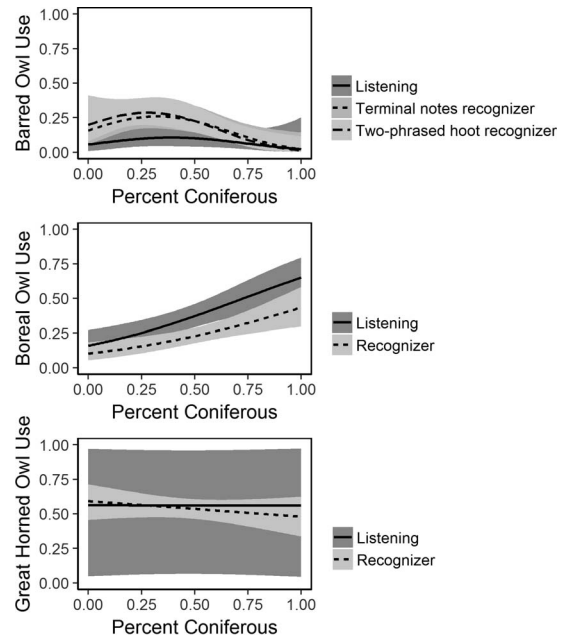 Barred Owl Use
1.00
0.75
0.50
0.25
0.00
0.00 0.25 0.50 0.75 1.00
Percent Coniferous
Listening
Terminal notes recognizer
Two-phrased hoot recognizer
Boreal Owl Use
1.00
0.75
0.50
0.25
0.00
0.00 0.25 0.50 0.75 1.00
Percent Coniferous
Listening
Recognizer
Great Horned Owl Use
1.00
0.75
0.50
0.25
0.00
0.00 0.25 0.50 0.75 1.00
Percent Coniferous
Listening
Recognizer